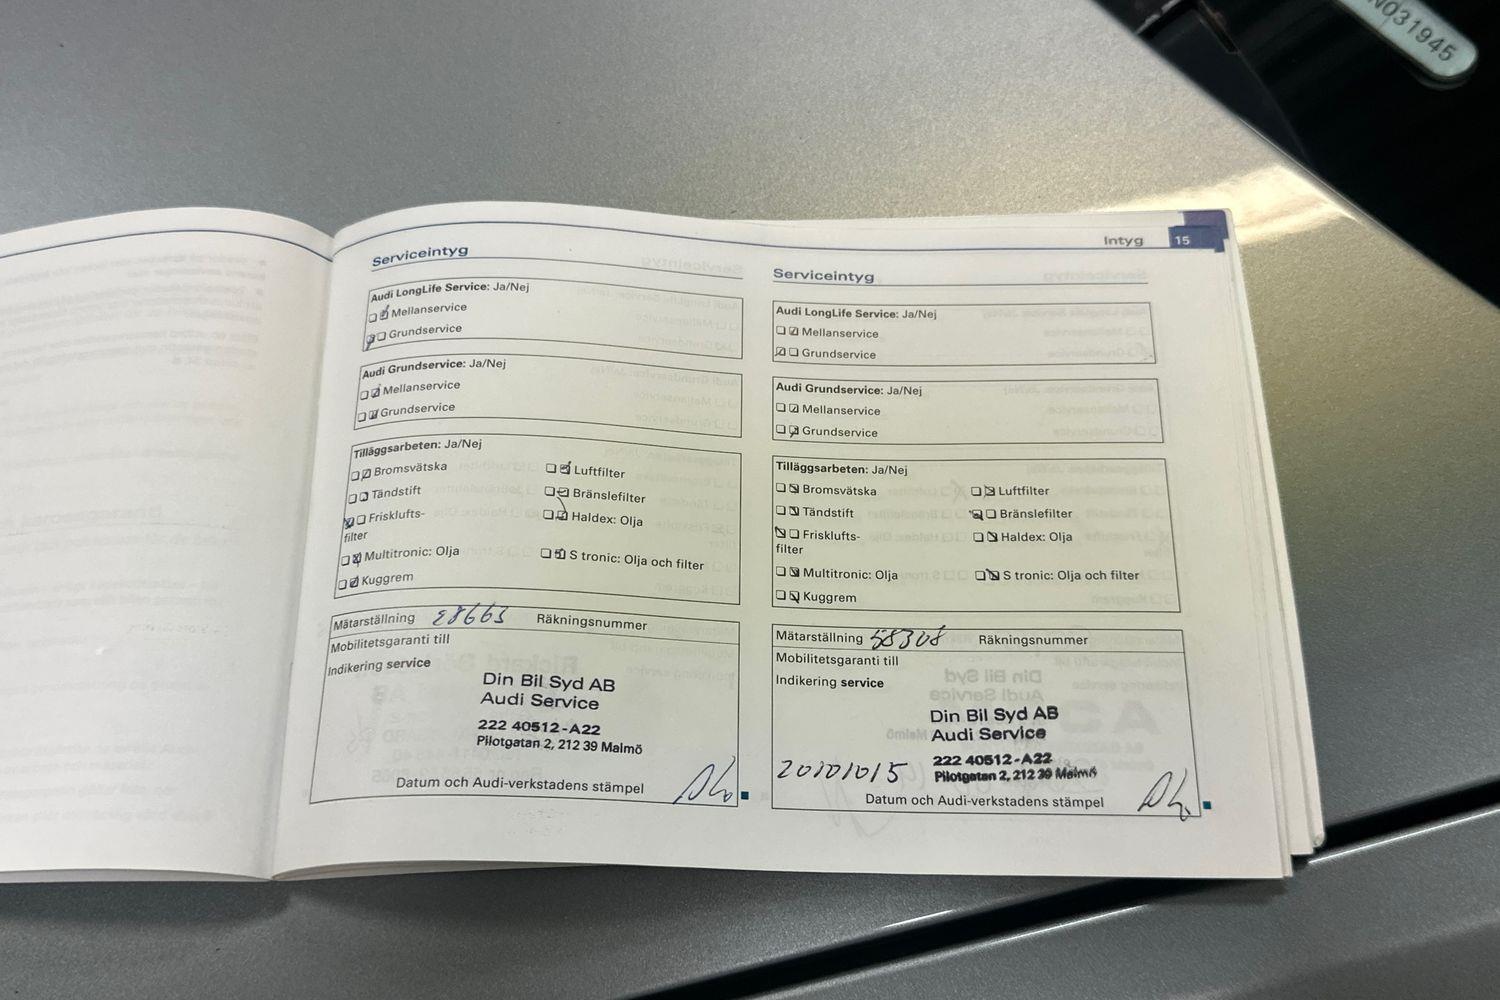 N031945
Intyg 15
Serviceintyg
Audi LongLife Service: Ja/Nej
Mellanservice
Grundservice
Audi Grundservice: Ja/Nej
Mellanservice
Grundservice
Tilläggsarbeten: Ja/Nej
Bromsvätska
Luftfilter
Tändstift
Bränslefilter
Frisklufts-
filter
Haldex: Olja
Multitronic: Olja
S tronic: Olja och filter
Kuggrem
Mätarställning 28663 Räkningsnummer
Mobilitetsgaranti till
Indikering service
Din Bil Syd AB
Audi Service
222 40512-A22
Pilotgatan 2, 212 39 Malmö
Datum och Audi-verkstadens stämpel
Serviceintyg
Audi LongLife Service: Ja/Nej
Mellanservice
Grundservice
Audi Grundservice: Ja/Nej
Mellanservice
Grundservice
Tilläggsarbeten: Ja/Nej
Bromsvätska
Luftfilter
Tändstift
Bränslefilter
Frisklufts-
filter
Haldex: Olja
Multitronic: Olja
S tronic: Olja och filter
Kuggrem
Mätarställning 58308 Räkningsnummer
Mobilitetsgaranti till
Indikering service
Din Bil Syd AB
Audi Service
222 40512-A22
Pilotgatan 2, 212 39 Malmö
20101015
Datum och Audi-verkstadens stämpel